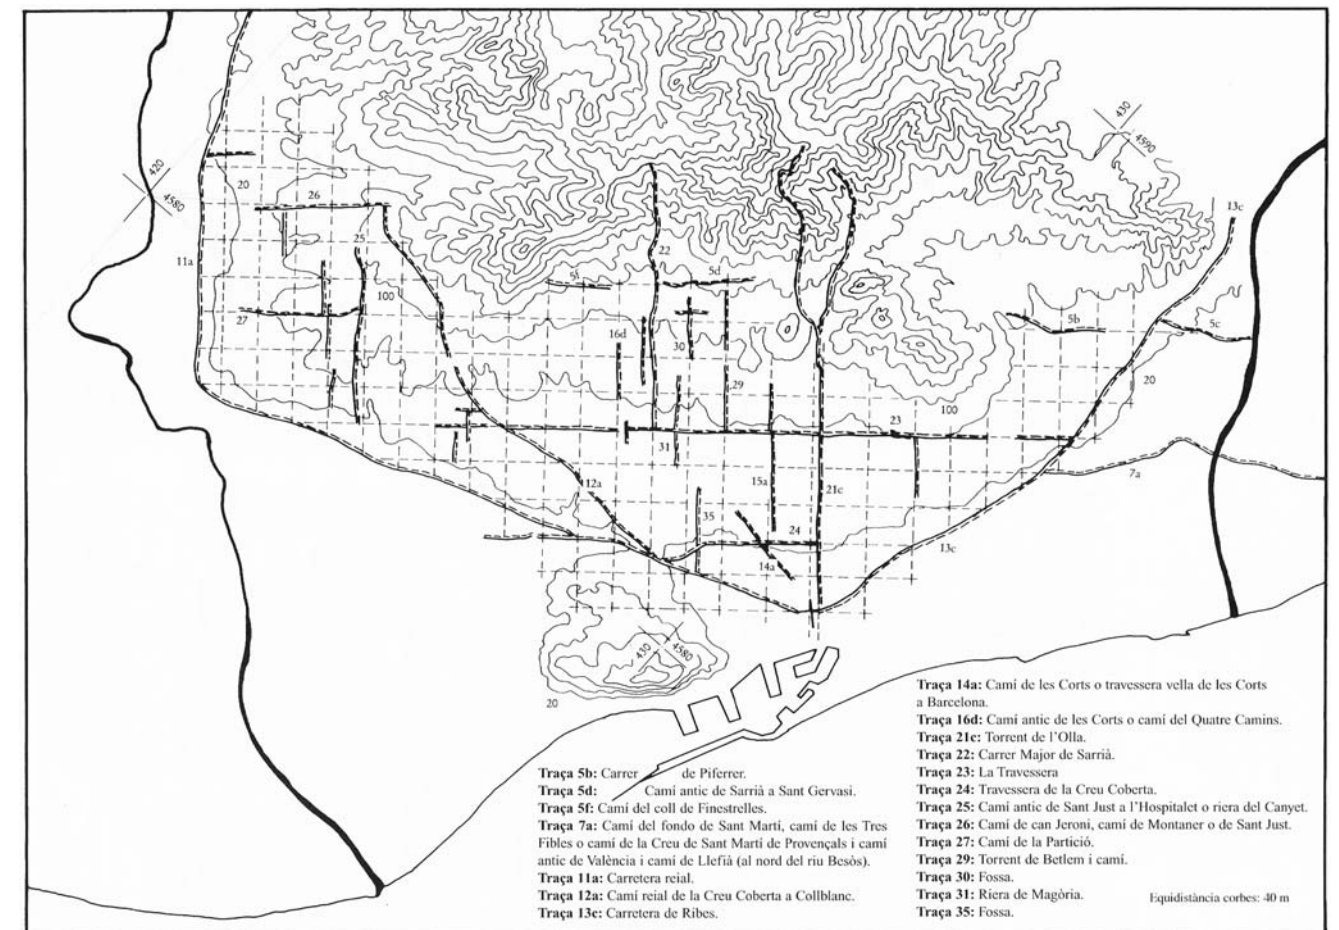 430
4590
420
4580
20
26
13c
25
11a
22
5f
5d
100
27
5b
5c
16d
30
29
20
100
23
31
7a
12a
15a
21c
35
24
13c
14a
430
4580
20
Traça 5b: Carrer de Piferrer.
Traça 5d: Camí antic de Sarrià a Sant Gervasi.
Traça 5f: Camí del coll de Finestrelles.
Traça 7a: Camí del fondo de Sant Martí, camí de les Tres
Fibles o camí de la Creu de Sant Martí de Provençals i camí
antic de València i camí de Llefià (al nord del riu Besòs).
Traça 11a: Carretera reial.
Traça 12a: Camí reial de la Creu Coberta a Collblanc.
Traça 13c: Carretera de Ribes.
Traça 14a: Camí de les Corts o travessera vella de les Corts
a Barcelona.
Traça 16d: Camí antic de les Corts o camí del Quatre Camins.
Traça 21c: Torrent de l'Olla.
Traça 22: Carrer Major de Sarrià.
Traça 23: La Travessera
Traça 24: Travessera de la Creu Coberta.
Traça 25: Camí antic de Sant Just a l'Hospitalet o riera del Canyet.
Traça 26: Camí de can Jeroni, camí de Montaner o de Sant Just.
Traça 27: Camí de la Partició.
Traça 29: Torrent de Betlem i camí.
Traça 30: Fossa.
Traça 31: Riera de Magòria.
Traça 35: Fossa.
Equidistància corbes: 40 m